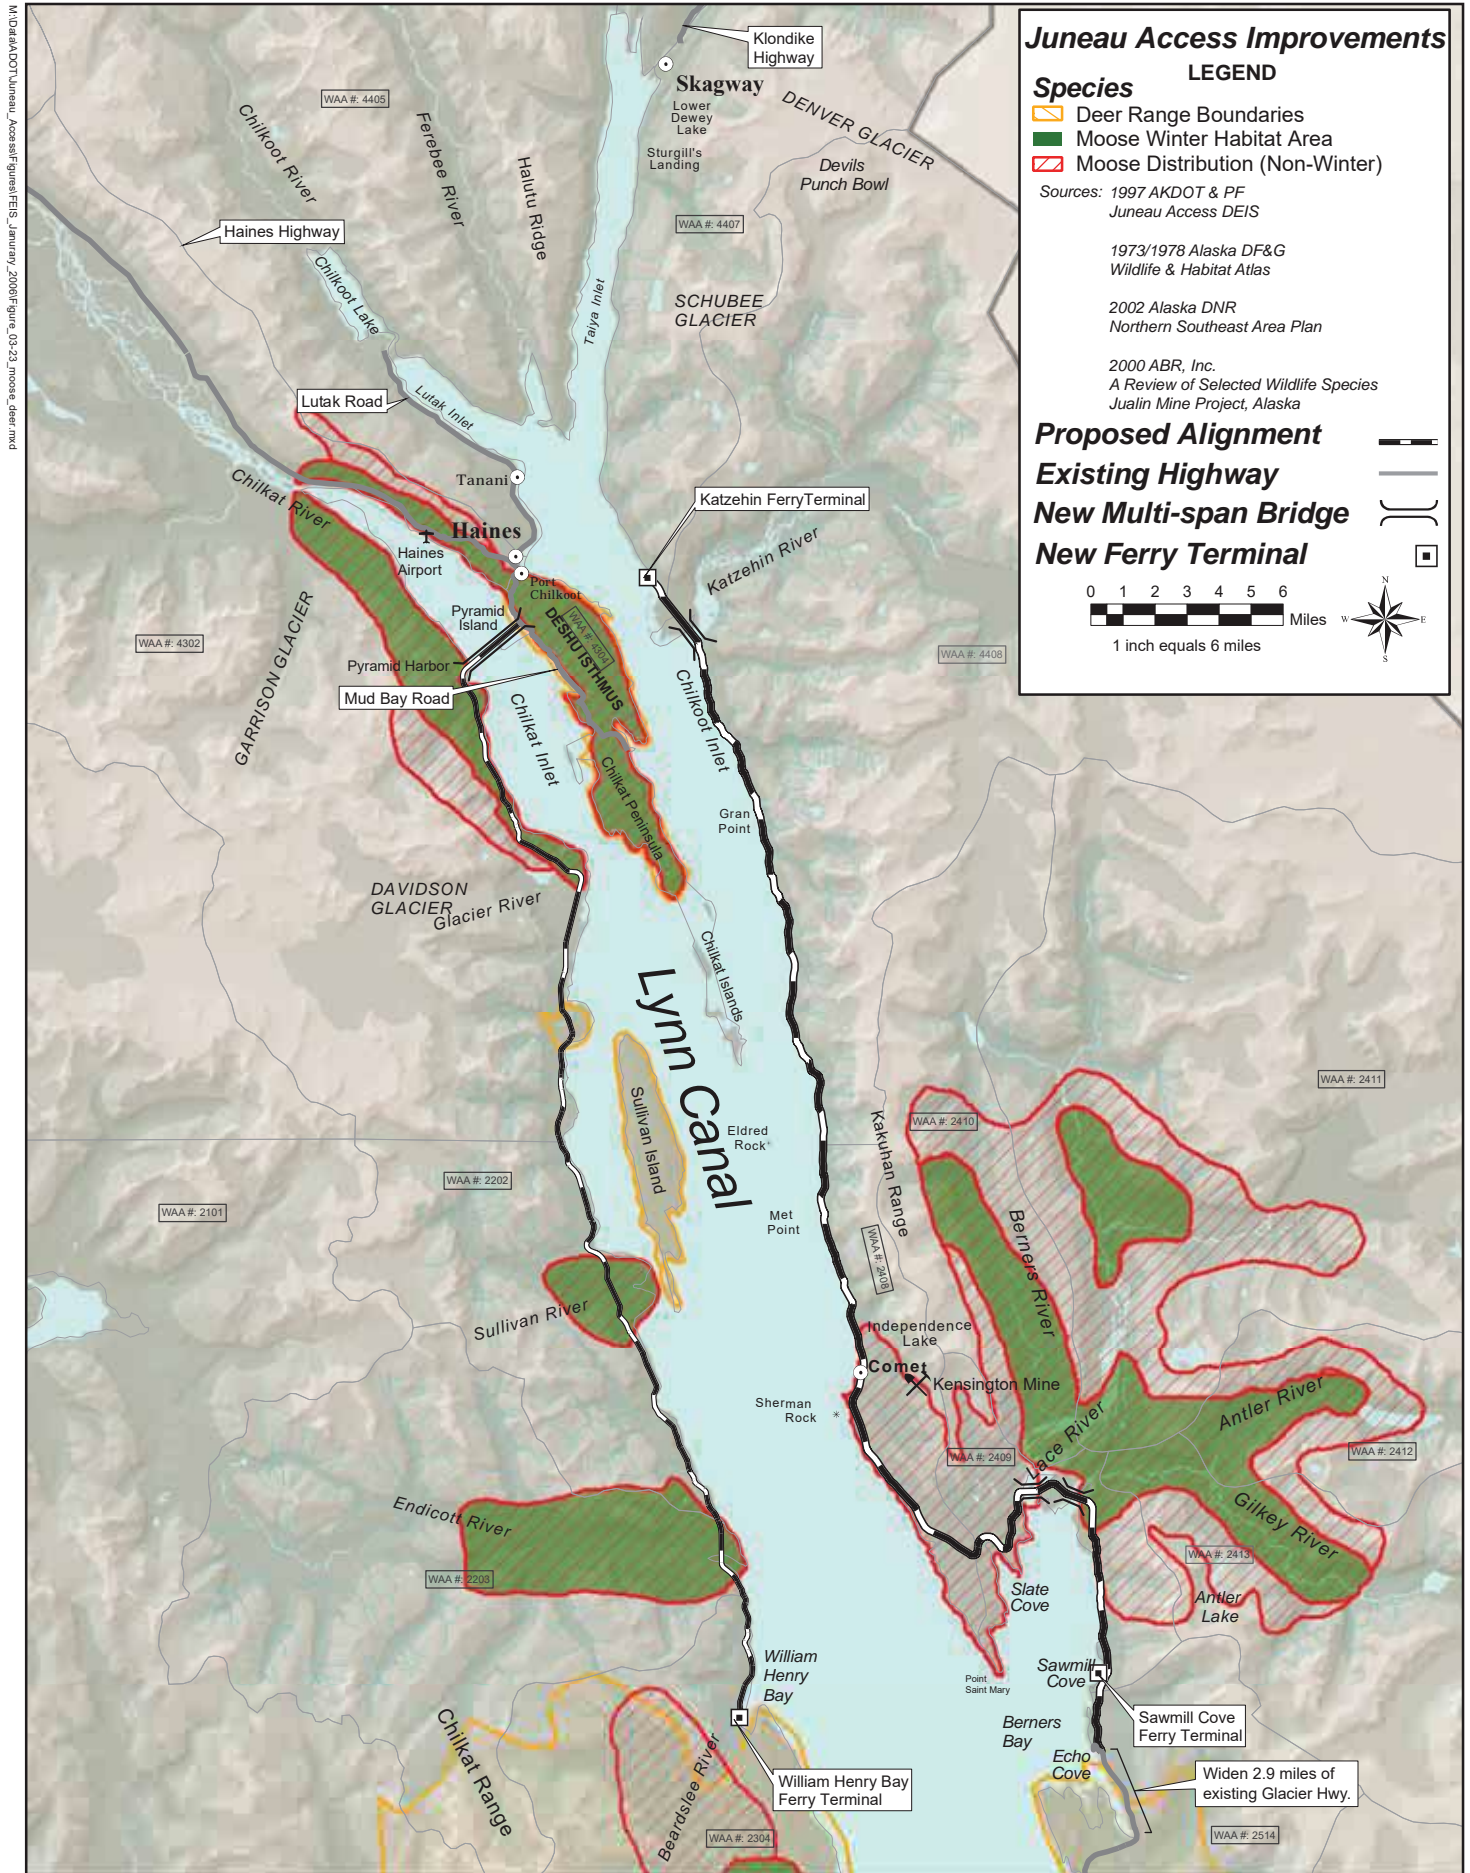 M:\Data\ADOT\Juneau_Access\Figures\FEIS_Janurary_2006\Figure_03-23_moose_deer.mxd
Juneau Access Improvements
LEGEND
Species
Deer Range Boundaries
Moose Winter Habitat Area
Moose Distribution (Non-Winter)
Sources: 1997 AKDOT & PF
Juneau Access DEIS
1973/1978 Alaska DF&G
Wildlife & Habitat Atlas
2002 Alaska DNR
Northern Southeast Area Plan
2000 ABR, Inc.
A Review of Selected Wildlife Species
Jualin Mine Project, Alaska
Proposed Alignment
Existing Highway
New Multi-span Bridge
New Ferry Terminal
0 1 2 3 4 5 6
Miles
1 inch equals 6 miles
N
W
E
S
Klondike
Highway
Skagway
Lower
Dewey
Lake
Sturgill's
Landing
DENVER GLACIER
Devils
Punch Bowl
WAA #: 4405
Chilkoot River
Ferebee River
Halutu Ridge
WAA #: 4407
Haines Highway
Chilkoot Lake
Taiya Inlet
SCHUBEE
GLACIER
Lutak Road
Lutak Inlet
Tanani
Chilkat River
Haines
Katzehin FerryTerminal
Haines
Airport
Katzehin River
Port
Chilkoot
Pyramid
Island
DESHU ISTHMUS
WAA #: 4304
WAA #: 4302
GARRISON GLACIER
WAA #: 4408
Pyramid Harbor
Mud Bay Road
Chilkat Inlet
Chilkoot Inlet
Chilkat Peninsula
Gran
Point
DAVIDSON
GLACIER
Glacier River
Chilkat Islands
Lynn Canal
Sullivan Island
Eldred
Rock
Kakuhan Range
WAA #: 2410
WAA #: 2411
WAA #: 2202
WAA #: 2101
Met
Point
WAA #: 2408
Berners River
Sullivan River
Independence
Lake
Comet
Kensington Mine
Sherman
Rock
Antler River
Lace River
WAA #: 2409
WAA #: 2412
Endicott River
Gilkey River
WAA #: 2203
WAA #: 2413
Slate
Cove
Antler
Lake
William
Henry
Bay
Point
Saint Mary
Sawmill
Cove
Sawmill Cove
Ferry Terminal
Berners
Bay
Echo
Cove
Chilkat Range
Beardslee River
William Henry Bay
Ferry Terminal
Widen 2.9 miles of
existing Glacier Hwy.
WAA #: 2304
WAA #: 2514